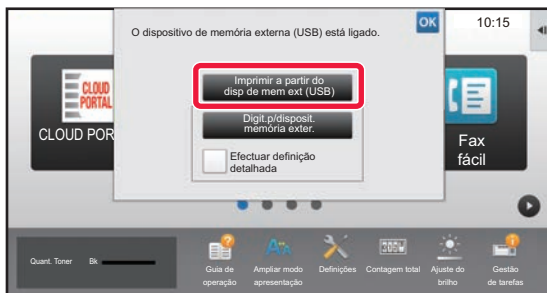 O dispositivo de memória externa (USB) está ligado.
OK
10:15
Imprimir a partir do
disp de mem ext (USB)
Digit.p/disposit.
memória exter.
Efectuar definição
detalhada
CLOUD
PORTAL
CLOUD POR
Fax
fácil
Quant. Toner
Bk
Guia de
operação
Ampliar modo
apresentação
Definições
Contagem total
Ajuste do
brilho
Gestão
de tarefas